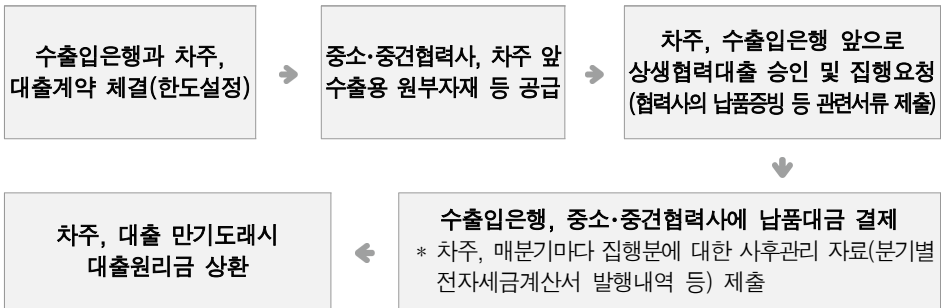 수출입은행과 차주,
대출계약 체결(한도설정)
중소·중견협력사, 차주 앞
수출용 원부자재 등 공급
차주, 수출입은행 앞으로
상생협력대출 승인 및 집행요청
(협력사의 납품증빙 등 관련서류 제출)
수출입은행, 중소·중견협력사에 납품대금 결제
* 차주, 매분기마다 집행분에 대한 사후관리 자료(분기별
전자세금계산서 발행내역 등) 제출
차주, 대출 만기도래시
대출원리금 상환